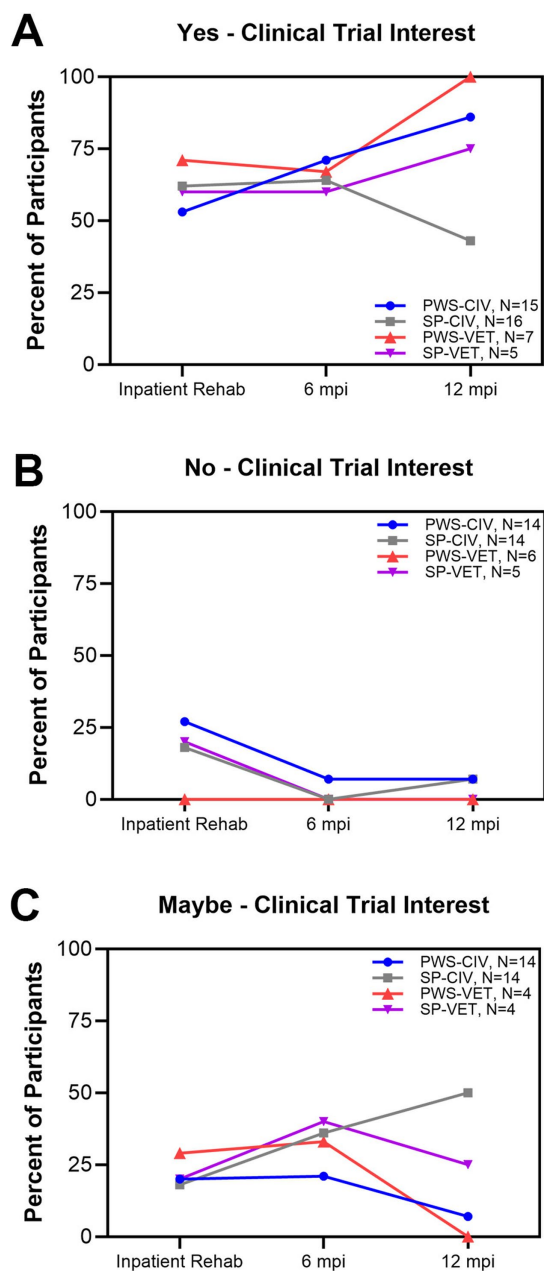 A
Yes - Clinical Trial Interest
Percent of Participants
100
75
50
25
0
PWS-CIV, N=15
SP-CIV, N=16
PWS-VET, N=7
SP-VET, N=5
Inpatient Rehab 6 mpi 12 mpi
B
No - Clinical Trial Interest
Percent of Participants
100
75
50
25
0
PWS-CIV, N=14
SP-CIV, N=14
PWS-VET, N=6
SP-VET, N=5
Inpatient Rehab 6 mpi 12 mpi
C
Maybe - Clinical Trial Interest
Percent of Participants
100
75
50
25
0
PWS-CIV, N=14
SP-CIV, N=14
PWS-VET, N=4
SP-VET, N=4
Inpatient Rehab 6 mpi 12 mpi